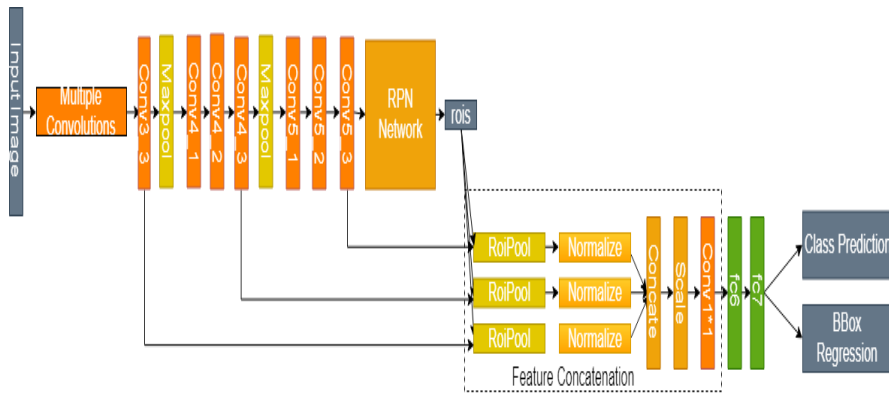 Input Image
Multiple
Convolutions
Conv3_3
Maxpool
Conv4_1
Conv4_2
Conv4_3
Maxpool
Conv5_1
Conv5_2
Conv5_3
RPN
Network
rois
RoiPool
Normalize
RoiPool
Normalize
RoiPool
Normalize
Concate
Scale
Conv1*1
Feature Concatenation
fc6
fc7
Class Prediction
BBox
Regression